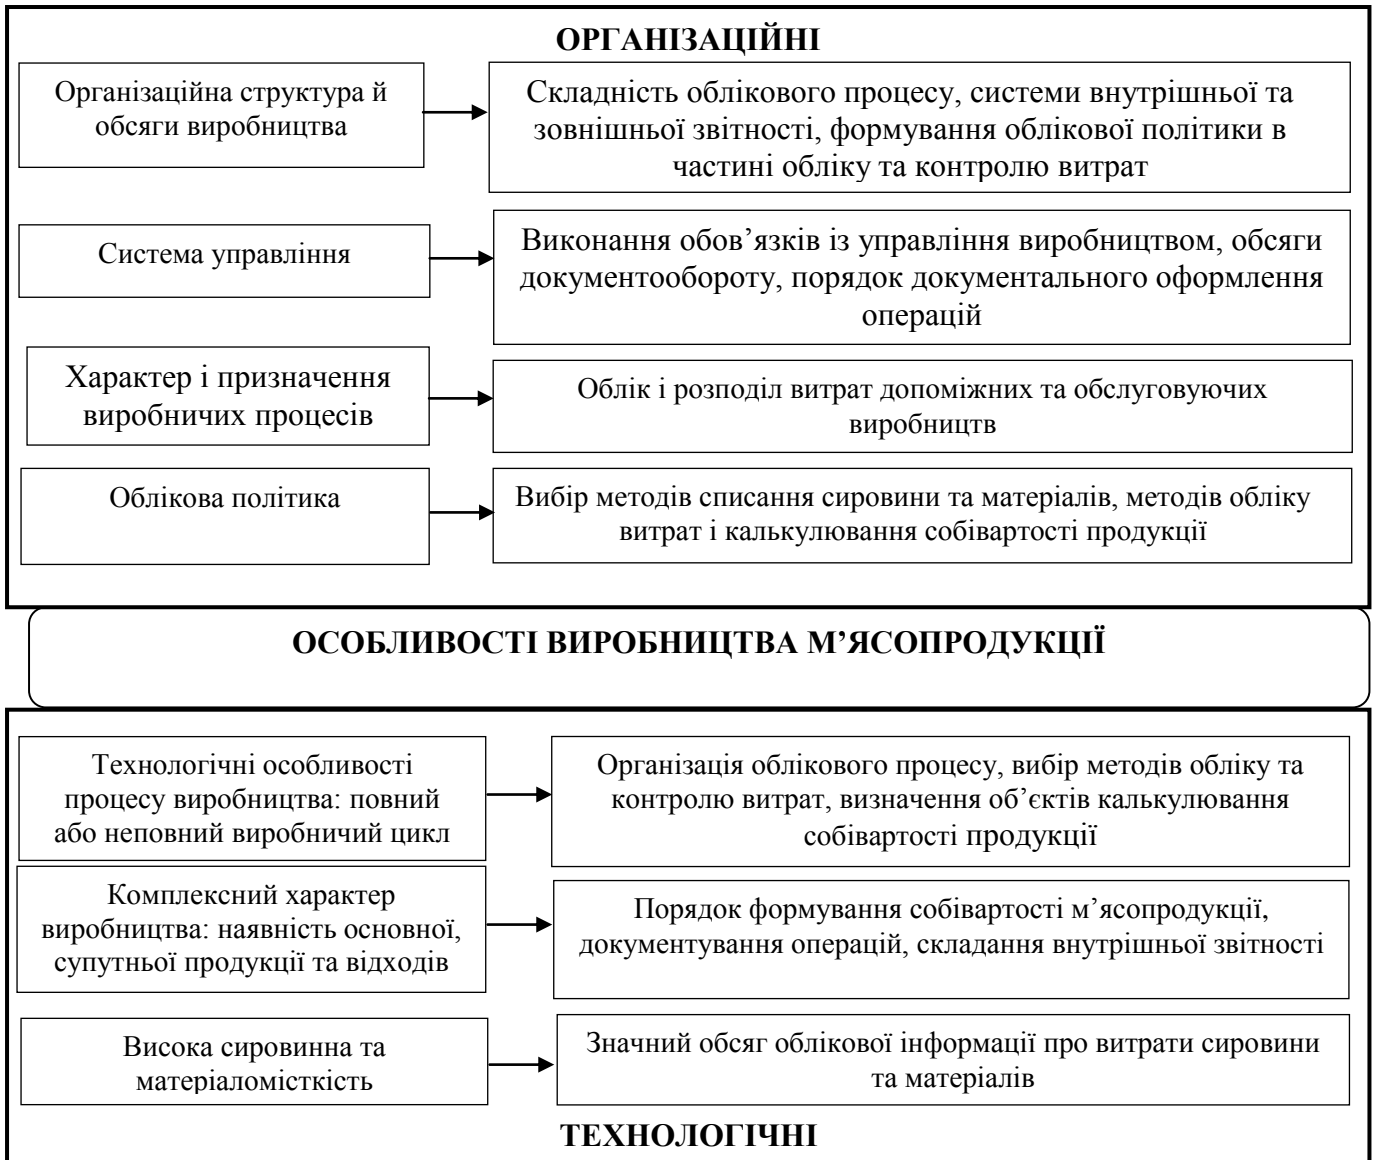 ОРГАНІЗАЦІЙНІ
Організаційна структура й
обсяги виробництва
Складність облікового процесу, системи внутрішньої та
зовнішньої звітності, формування облікової політики в
частині обліку та контролю витрат
Система управління
Виконання обов’язків із управління виробництвом, обсяги
документообороту, порядок документального оформлення
операцій
Характер і призначення
виробничих процесів
Облік і розподіл витрат допоміжних та обслуговуючих
виробництв
Облікова політика
Вибір методів списання сировини та матеріалів, методів обліку
витрат і калькулювання собівартості продукції
ОСОБЛИВОСТІ ВИРОБНИЦТВА М’ЯСОПРОДУКЦІЇ
Технологічні особливості
процесу виробництва: повний
або неповний виробничий цикл
Організація облікового процесу, вибір методів обліку та
контролю витрат, визначення об’єктів калькулювання
собівартості продукції
Комплексний характер
виробництва: наявність основної,
супутньої продукції та відходів
Порядок формування собівартості м’ясопродукції,
документування операцій, складання внутрішньої звітності
Висока сировинна та
матеріаломісткість
Значний обсяг облікової інформації про витрати сировини
та матеріалів
ТЕХНОЛОГІЧНІ